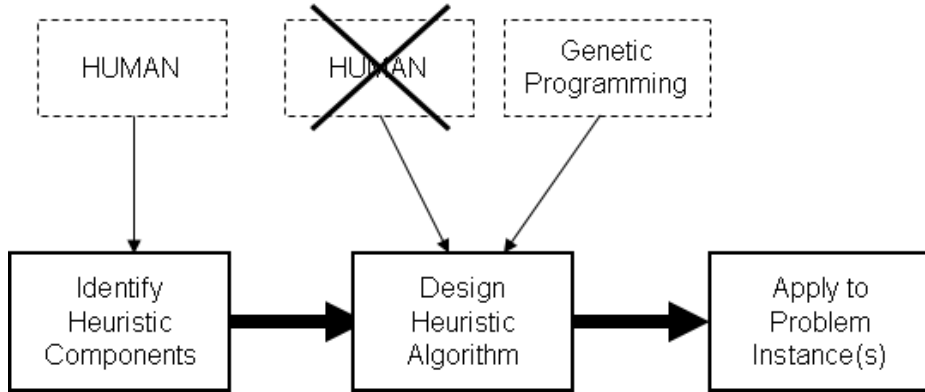 HUMAN
HUMAN
Genetic
Programming
Identify
Heuristic
Components
Design
Heuristic
Algorithm
Apply to
Problem
Instance(s)